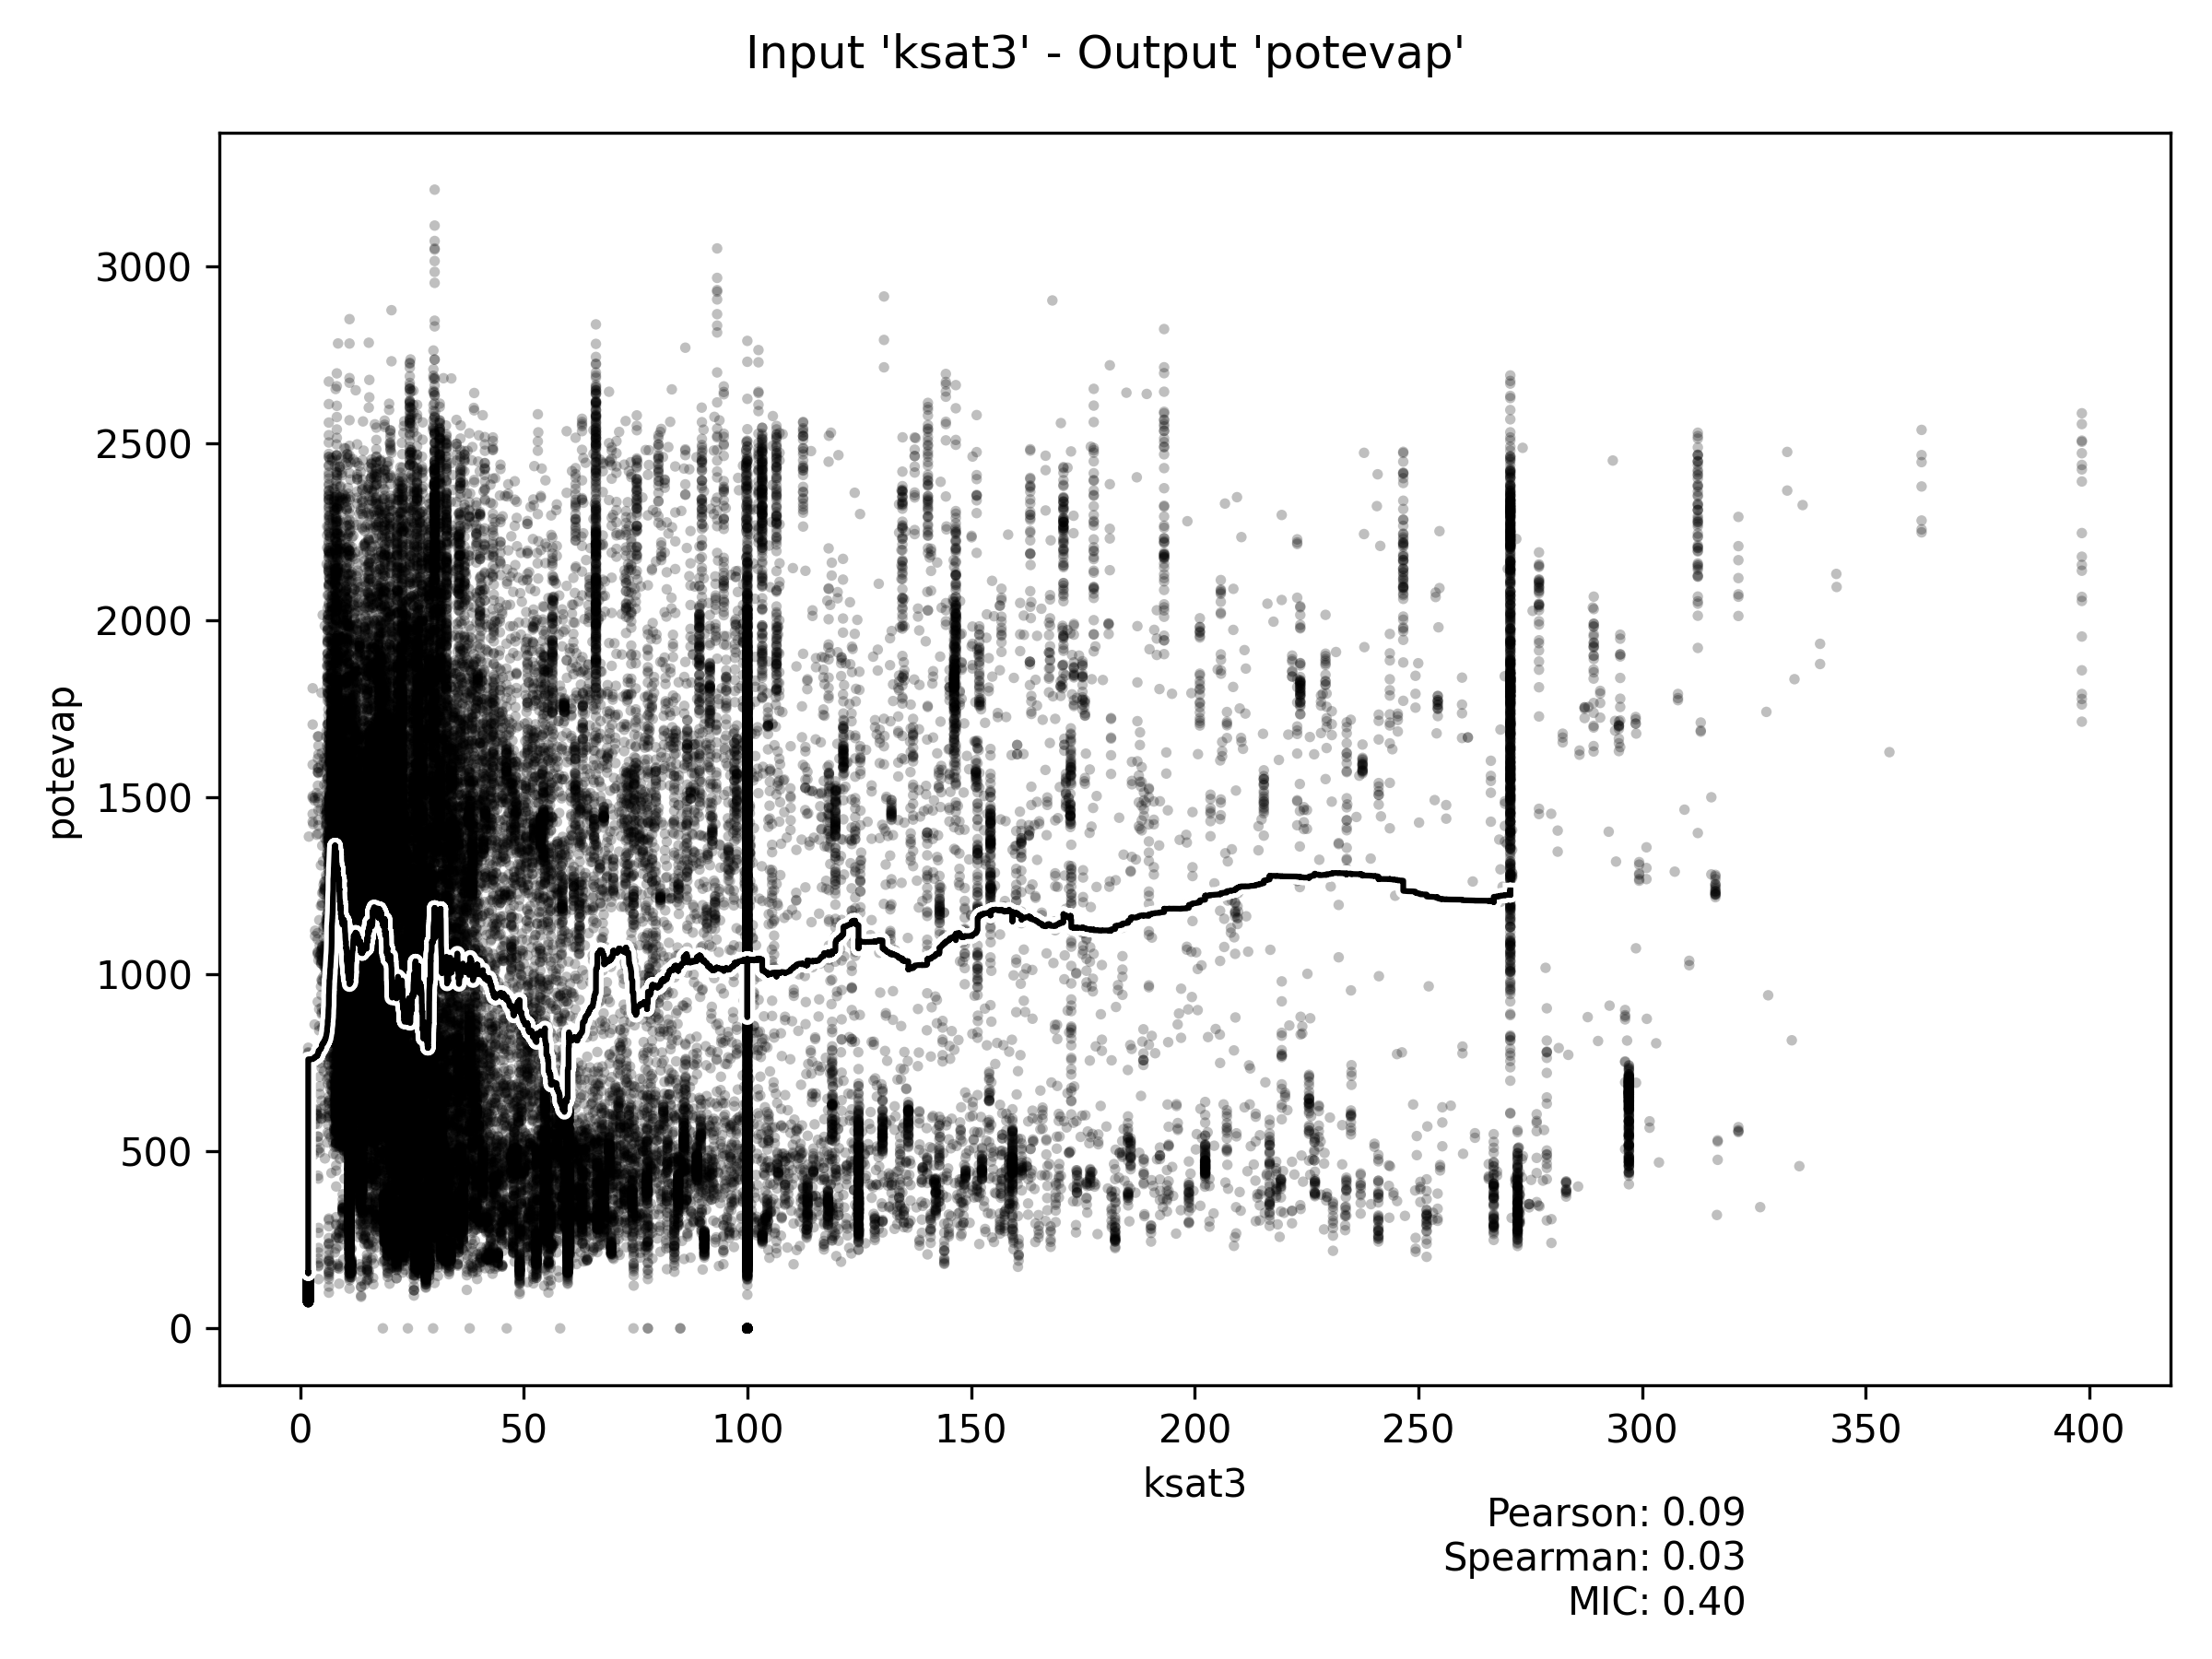 Input 'ksat3' - Output 'potevap'
potevap
3000
2500
2000
1500
1000
500
0
0 50 100 150 200 250 300 350 400
ksat3
Pearson: 0.09
Spearman: 0.03
MIC: 0.40